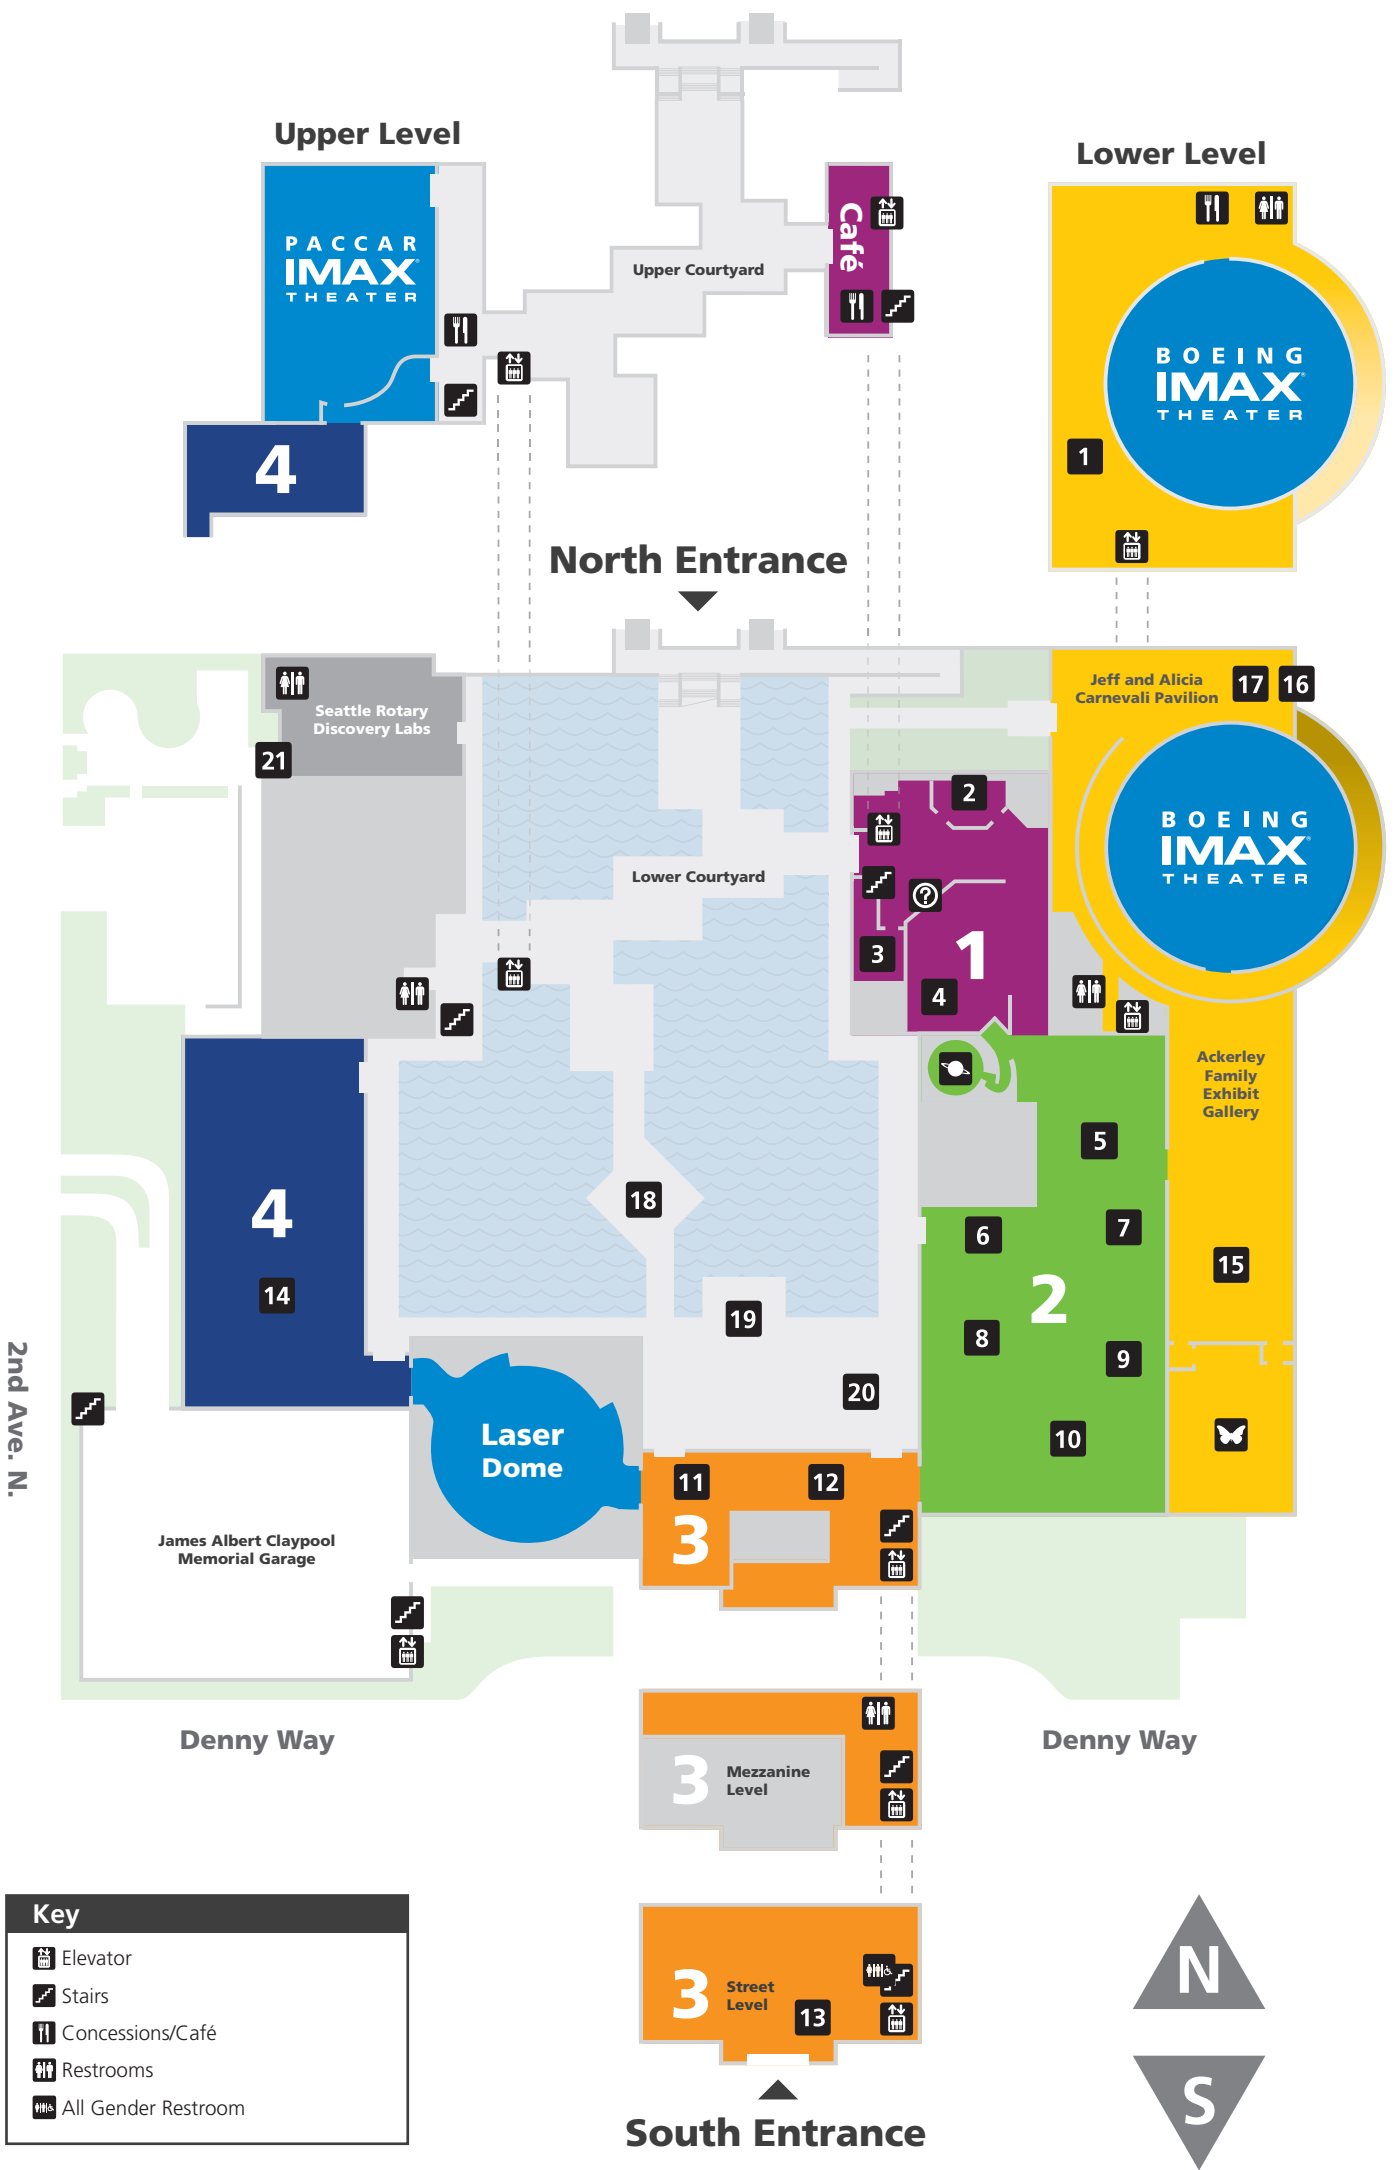 Upper Level
Lower Level
PACCAR
IMAX®
THEATER
Café
Upper Courtyard
BOEING
IMAX®
THEATER
1
4
North Entrance
Jeff and Alicia
Carnevali Pavilion
17
16
Seattle Rotary
Discovery Labs
21
2
BOEING
IMAX®
THEATER
Lower Courtyard
?
3
1
4
Ackerley
Family
Exhibit
Gallery
5
18
4
6
7
14
2
15
19
8
9
20
10
2nd Ave. N.
Laser
Dome
11
12
3
James Albert Claypool
Memorial Garage
Denny Way
Denny Way
3
Mezzanine
Level
Key
Elevator
Stairs
Concessions/Café
Restrooms
All Gender Restroom
3
Street
Level
13
South Entrance
N
S